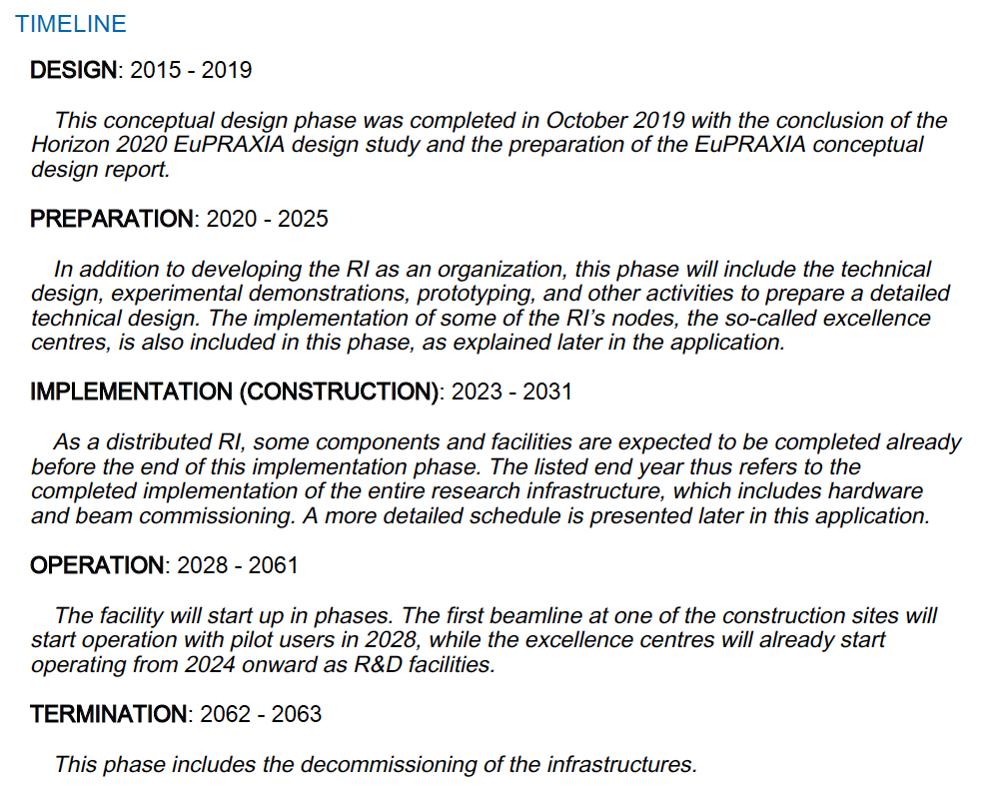 TIMELINE
DESIGN: 2015 - 2019
This conceptual design phase was completed in October 2019 with the conclusion of the
Horizon 2020 EuPRAXIA design study and the preparation of the EuPRAXIA conceptual
design report.
PREPARATION: 2020 - 2025
In addition to developing the RI as an organization, this phase will include the technical
design, experimental demonstrations, prototyping, and other activities to prepare a detailed
technical design. The implementation of some of the RI’s nodes, the so-called excellence
centres, is also included in this phase, as explained later in the application.
IMPLEMENTATION (CONSTRUCTION): 2023 - 2031
As a distributed RI, some components and facilities are expected to be completed already
before the end of this implementation phase. The listed end year thus refers to the
completed implementation of the entire research infrastructure, which includes hardware
and beam commissioning. A more detailed schedule is presented later in this application.
OPERATION: 2028 - 2061
The facility will start up in phases. The first beamline at one of the construction sites will
start operation with pilot users in 2028, while the excellence centres will already start
operating from 2024 onward as R&D facilities.
TERMINATION: 2062 - 2063
This phase includes the decommissioning of the infrastructures.